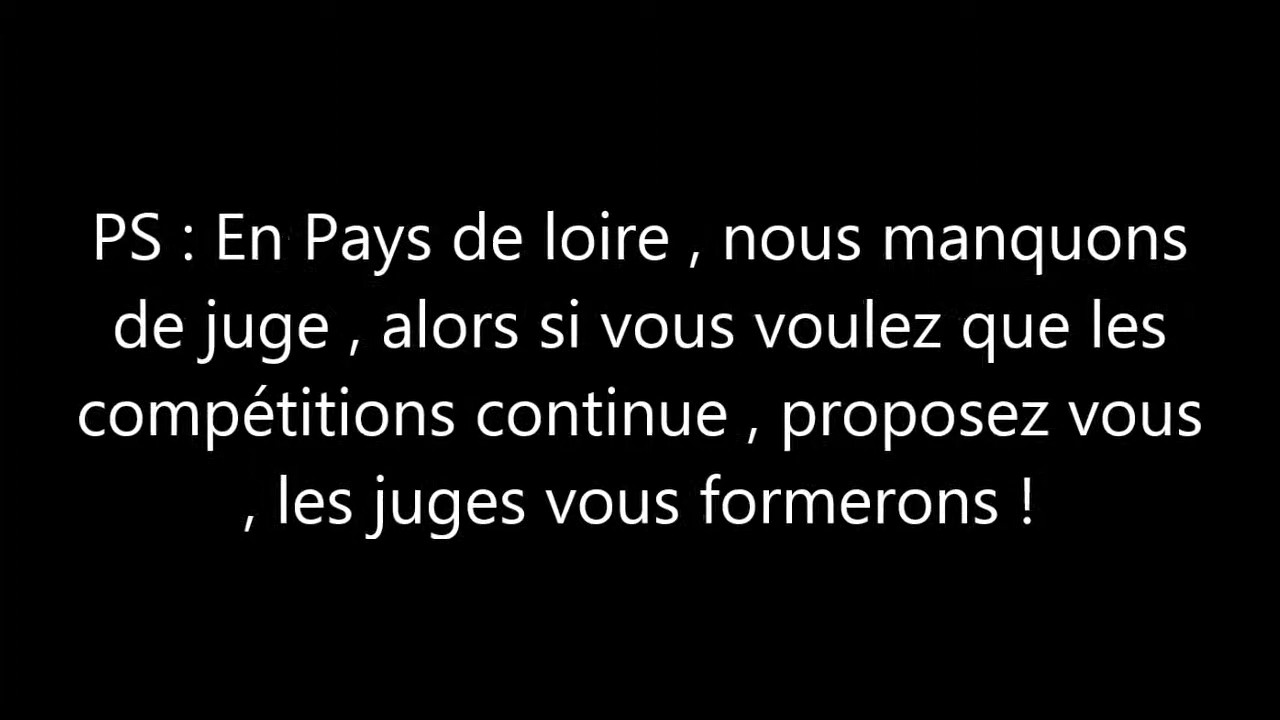 PS : En Pays de loire , nous manquons
de juge , alors si vous voulez que les
compétitions continue , proposez vous
, les juges vous formerons !